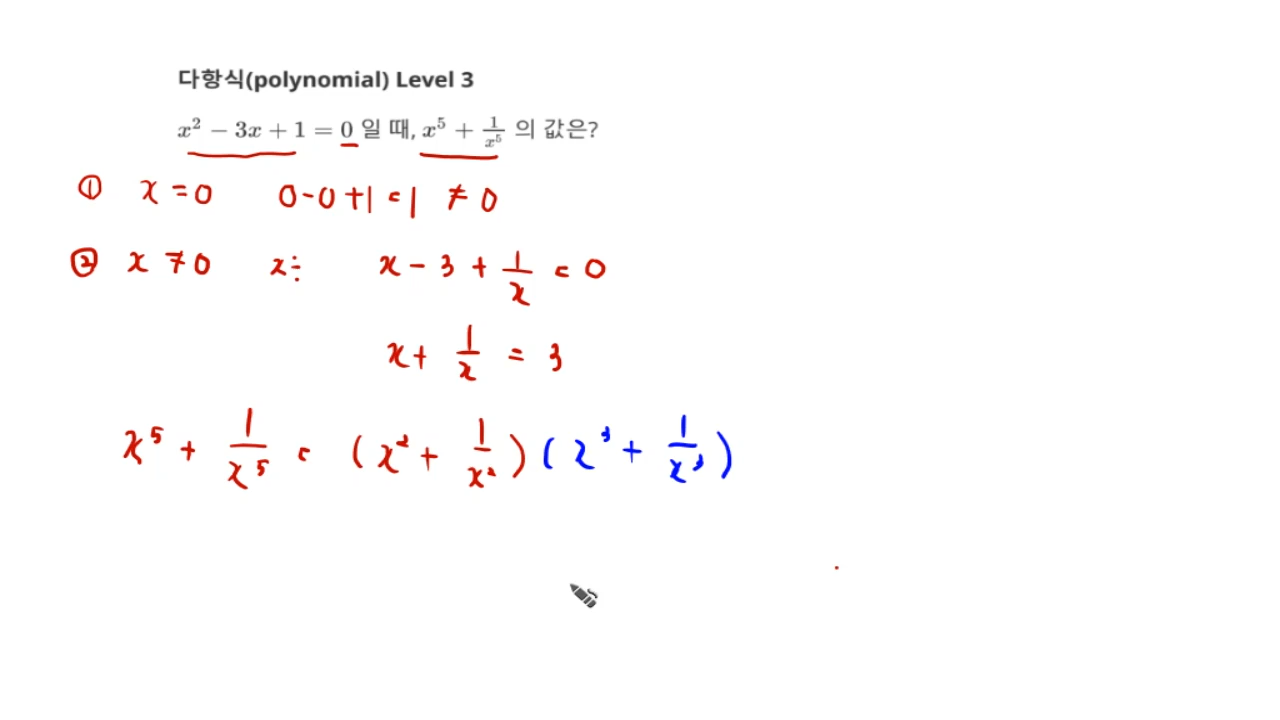 다항식(polynomial) Level 3
x² − 3x + 1 = 0 일 때, x⁵ + 1/x⁵ 의 값은?
① x = 0 0 - 0 + 1 = 1 ≠ 0
② x ≠ 0 x÷ x - 3 + 1/x = 0
x + 1/x = 3
x⁵ + 1/x⁵ = (x² + 1/x²)(x³ + 1/x³)